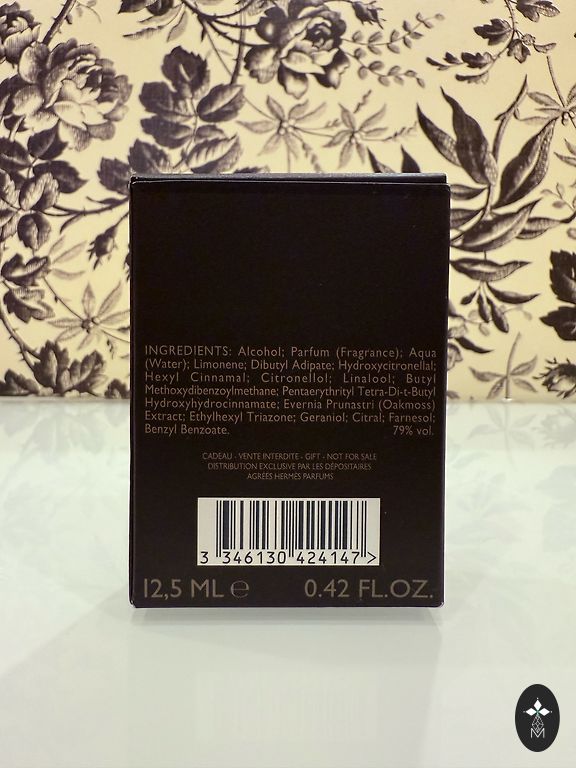 INGREDIENTS: Alcohol; Parfum (Fragrance); Aqua
(Water); Limonene; Dibutyl Adipate; Hydroxycitronellal;
Hexyl Cinnamal; Citronellol; Linalool; Butyl
Methoxydibenzoylmethane; Pentaerythrityl Tetra-Di-t-Butyl
Hydroxyhydrocinnamate; Evernia Prunastri (Oakmoss)
Extract; Ethylhexyl Triazone; Geraniol; Citral; Farnesol;
Benzyl Benzoate. 79% vol.
CADEAU - VENTE INTERDITE - GIFT - NOT FOR SALE
DISTRIBUTION EXCLUSIVE PAR LES DÉPOSITAIRES
AGRÉÉS HERMÈS PARFUMS
3 346130 424147 >
12,5 ML e 0.42 FL.OZ.
M